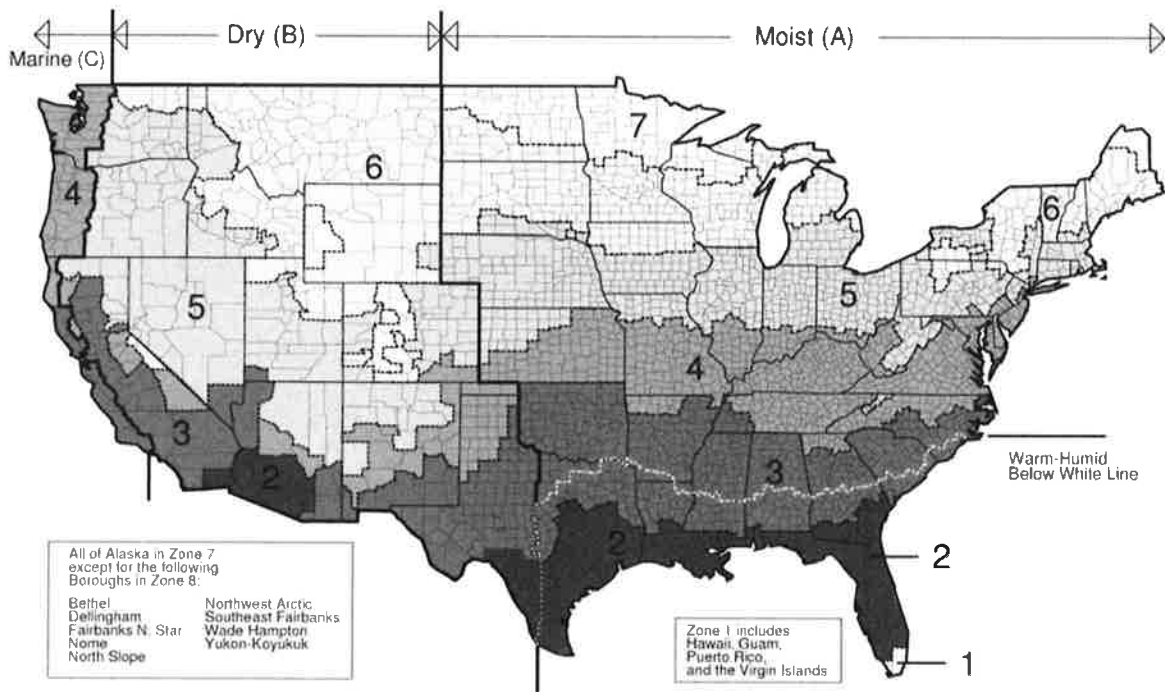 Marine (C)
Dry (B)
Moist (A)
7
6
4
6
5
5
4
3
3
2
2
Warm-Humid
Below White Line
2
1
All of Alaska in Zone 7
except for the following
Boroughs in Zone 8:
Bethel Northwest Arctic
Dellingham Southeast Fairbanks
Fairbanks N. Star Wade Hampton
Nome Yukon-Koyukuk
North Slope
Zone 1 includes
Hawaii, Guam,
Puerto Rico,
and the Virgin Islands